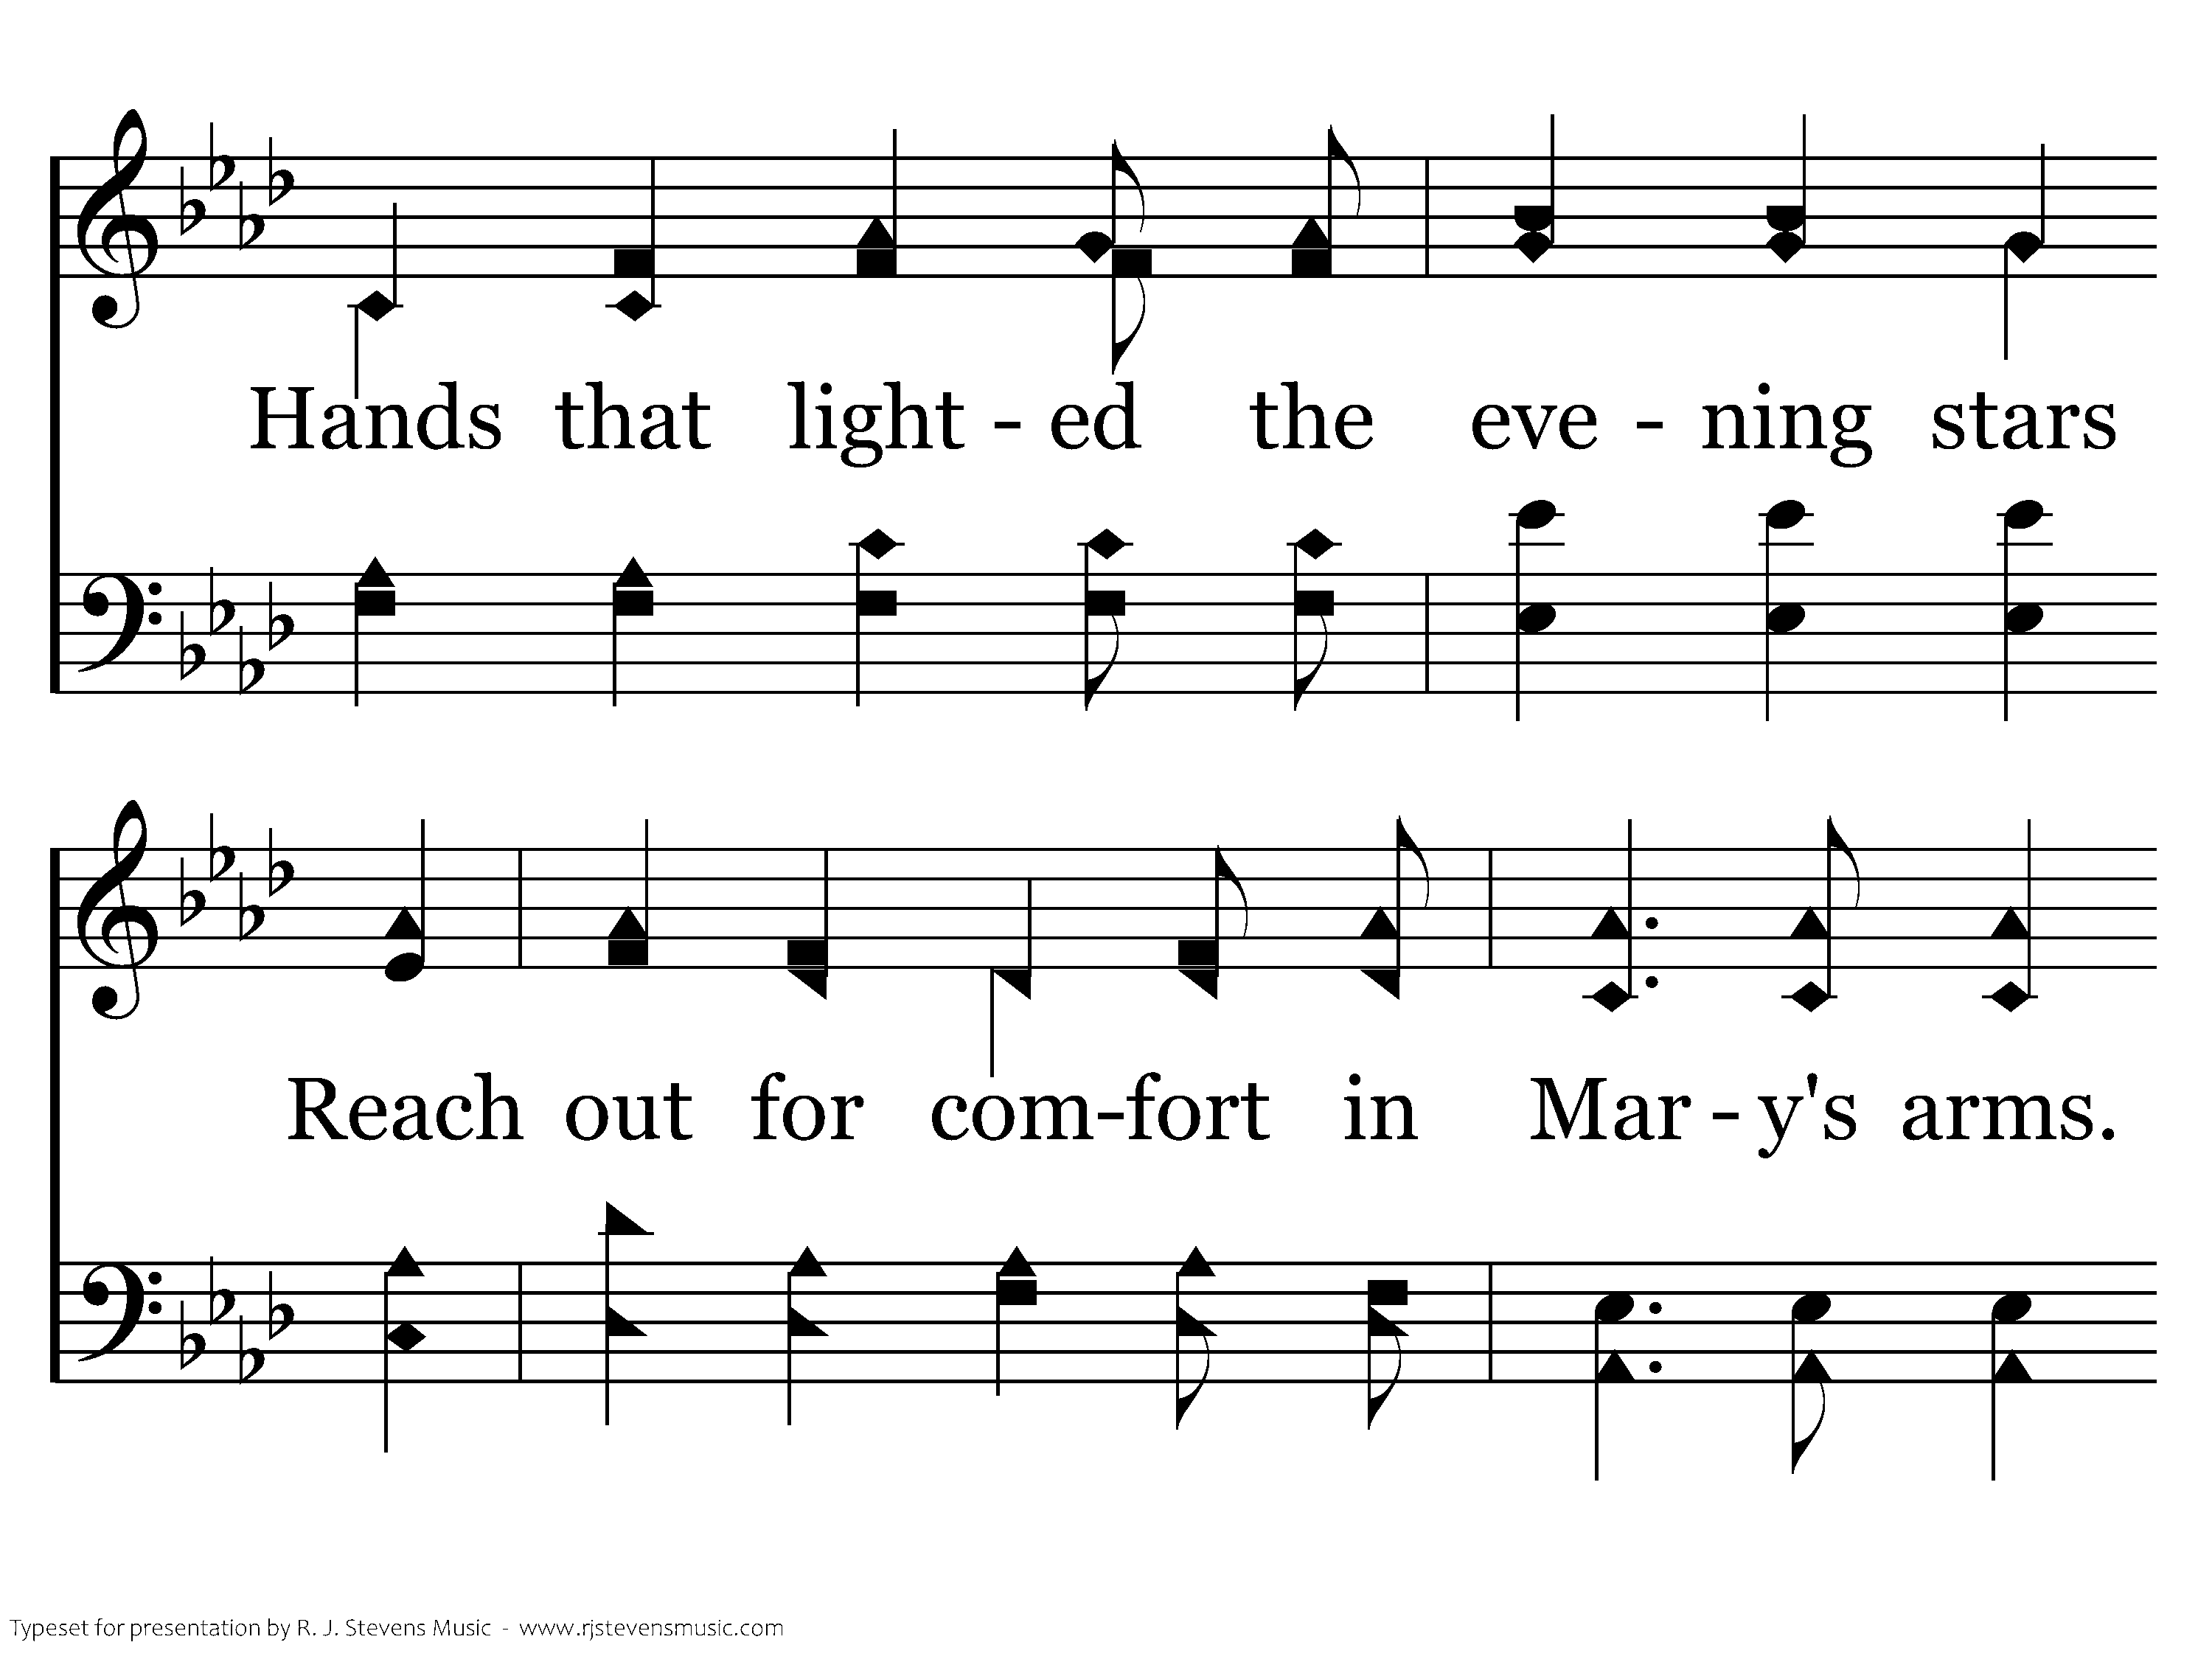 Hands that light - ed the eve - ning stars
Reach out for com-fort in Mar - y's arms.
Typeset for presentation by R. J. Stevens Music - www.rjstevensmusic.com